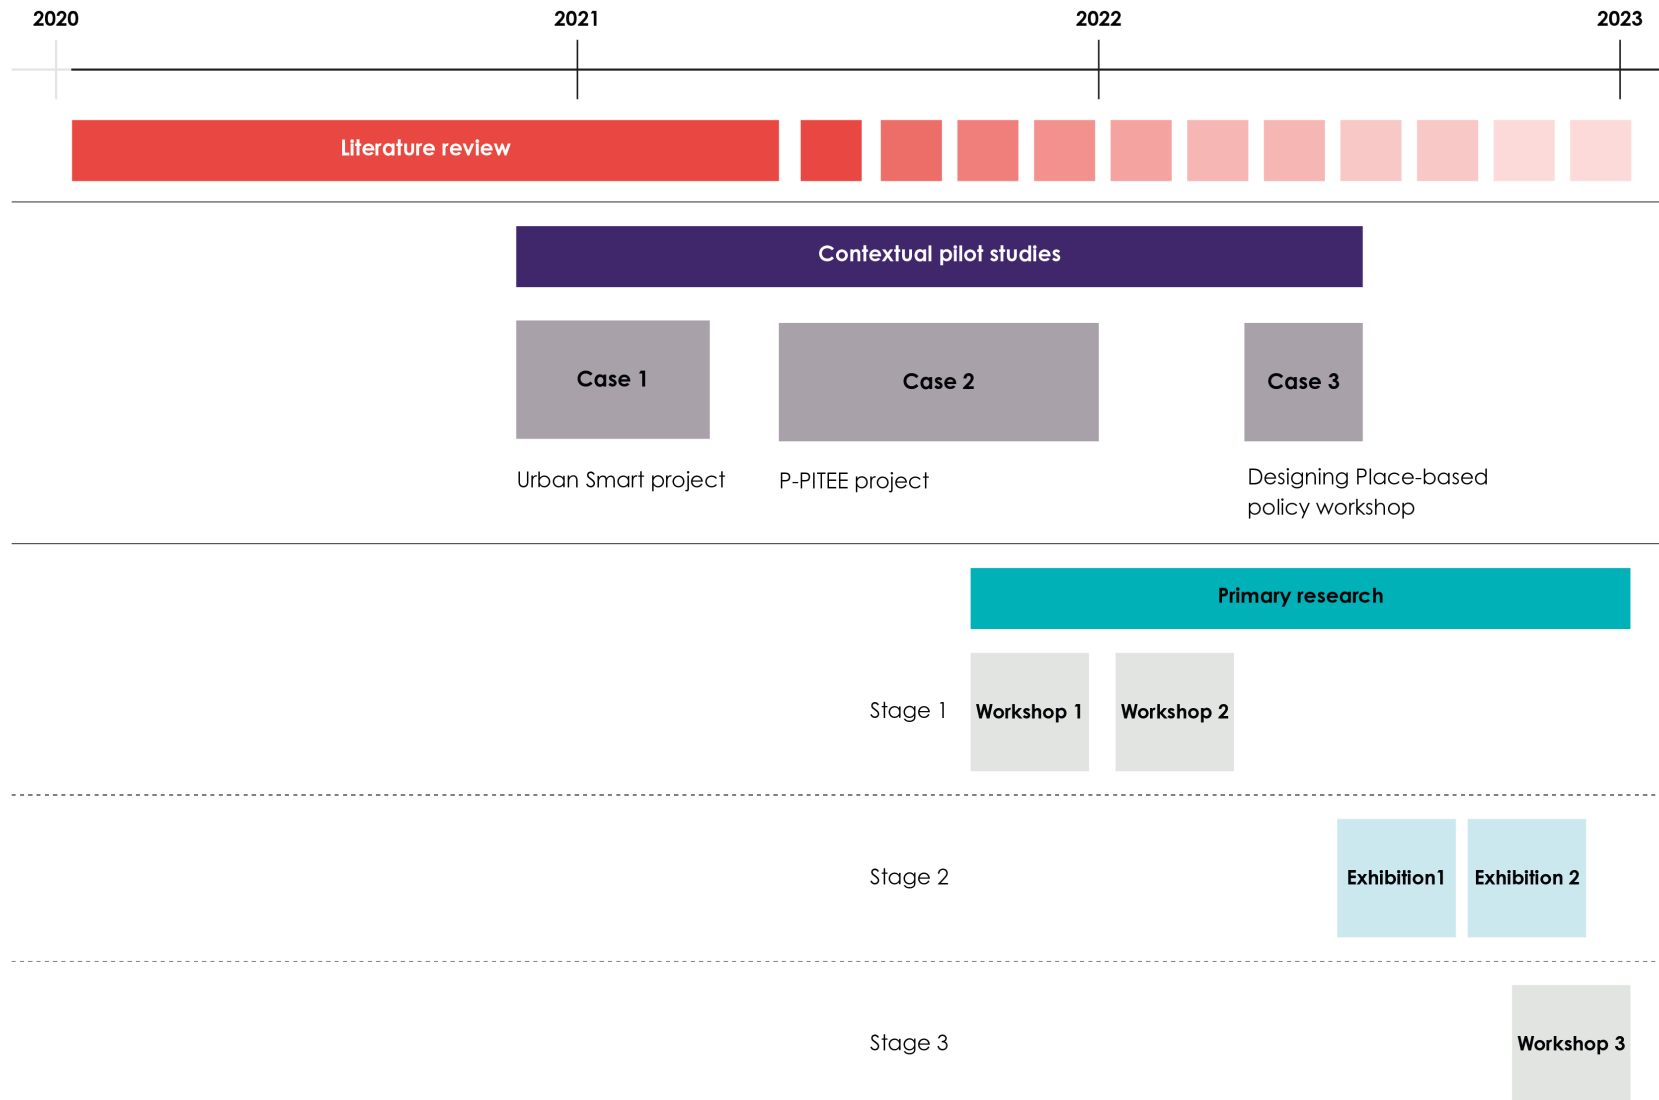 2020
2021
2022
2023
Literature review
Contextual pilot studies
Case 1
Case 2
Case 3
Urban Smart project
P-PITEE project
Designing Place-based
policy workshop
Primary research
Stage 1
Workshop 1
Workshop 2
Stage 2
Exhibition1
Exhibition 2
Stage 3
Workshop 3